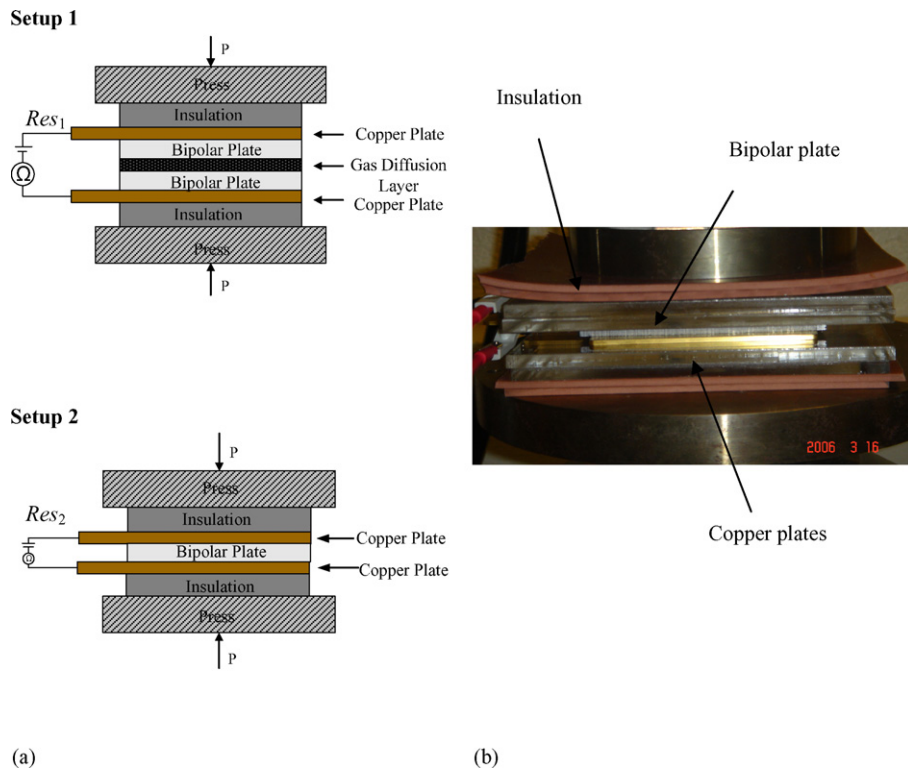 Setup 1
P
Press
Insulation
Res1
Copper Plate
Bipolar Plate
Gas Diffusion
Layer
Ω
Bipolar Plate
Copper Plate
Insulation
Press
P
Setup 2
P
Press
Res2
Insulation
Copper Plate
Bipolar Plate
Ω
Copper Plate
Insulation
Press
P
(a)
Insulation
Bipolar plate
2006 3 16
Copper plates
(b)